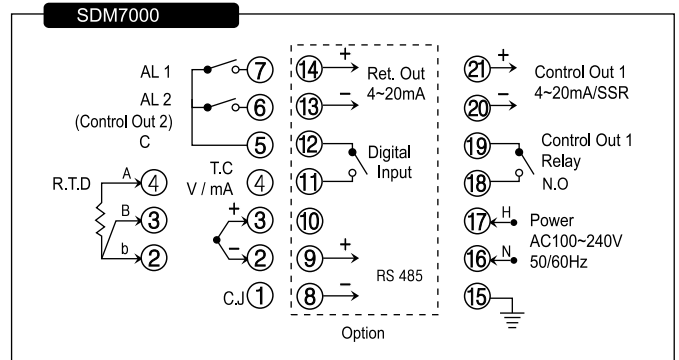 SDM7000
AL 1
AL 2
(Control Out 2)
C
7
6
5
R.T.D
A
4
B
3
b
2
T.C
V / mA
4
+
3
−
2
C.J
1
14
+
Ret. Out
4~20mA
13
−
12
Digital
Input
11
10
9
+
RS 485
8
−
Option
21
+
Control Out 1
4~20mA/SSR
20
−
19
Control Out 1
Relay
N.O
18
17
H
Power
AC100~240V
50/60Hz
16
N
15